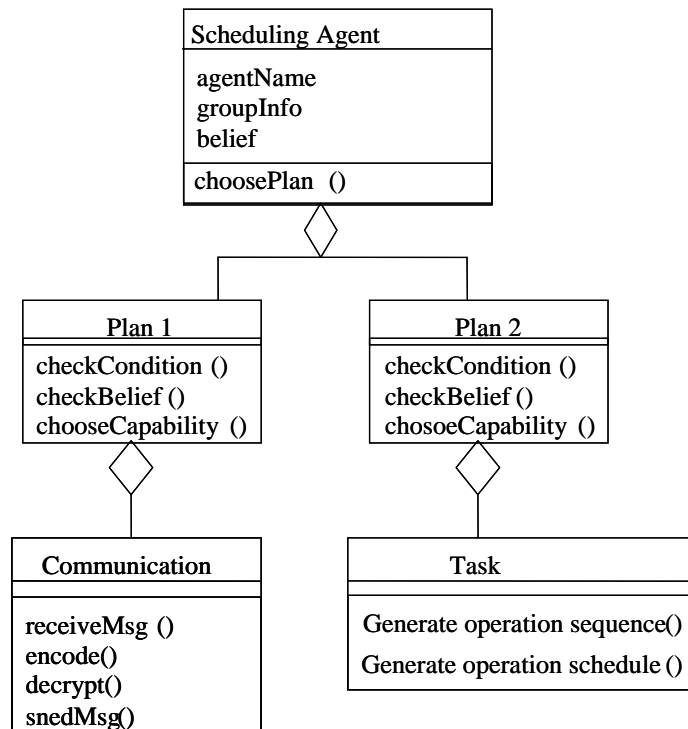 Scheduling Agent
agentName
groupInfo
belief
choosePlan ()
Plan 1
checkCondition ()
checkBelief ()
chooseCapability ()
Plan 2
checkCondition ()
checkBelief ()
chosoeCapability ()
Communication
receiveMsg ()
encode()
decrypt()
snedMsg()
Task
Generate operation sequence()
Generate operation schedule ()